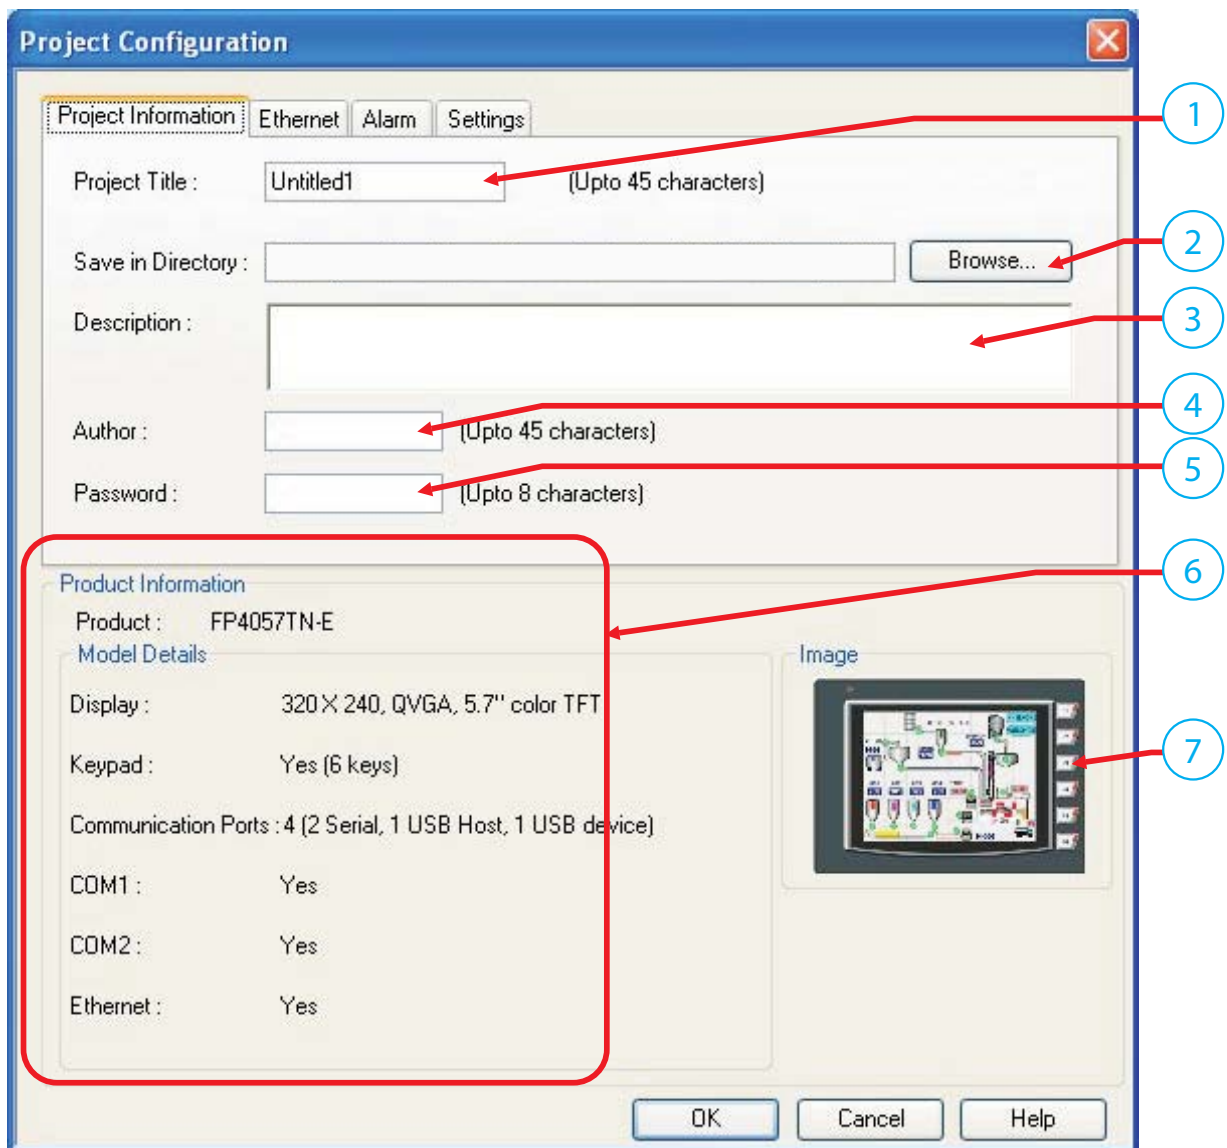 Project Configuration
Project Information Ethernet Alarm Settings
1
Project Title : Untitled1 (Upto 45 characters)
Save in Directory : Browse... 2
Description : 3
Author : (Upto 45 characters) 4
Password : (Upto 8 characters) 5
6
Product Information
Product : FP4057TN-E
Model Details Image
Display : 320 X 240, QVGA, 5.7'' color TFT
Keypad : Yes (6 keys) 7
Communication Ports : 4 (2 Serial, 1 USB Host, 1 USB device)
COM1 : Yes
COM2 : Yes
Ethernet : Yes
OK Cancel Help